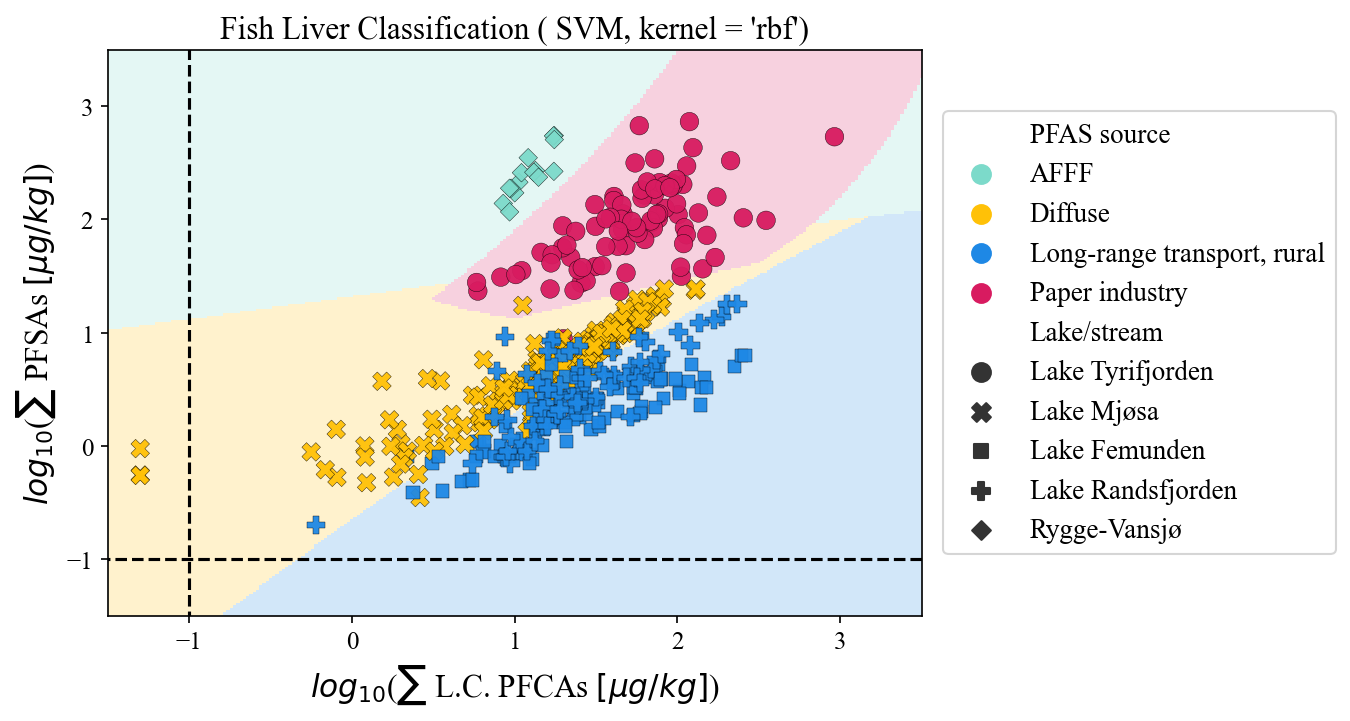 Fish Liver Classification ( SVM, kernel = 'rbf')
log10(∑ PFSAs [µg/kg])
3
2
1
0
−1
−1
0
1
2
3
log10(∑ L.C. PFCAs [µg/kg])
PFAS source
AFFF
Diffuse
Long-range transport, rural
Paper industry
Lake/stream
Lake Tyrifjorden
Lake Mjøsa
Lake Femunden
Lake Randsfjorden
Rygge-Vansjø